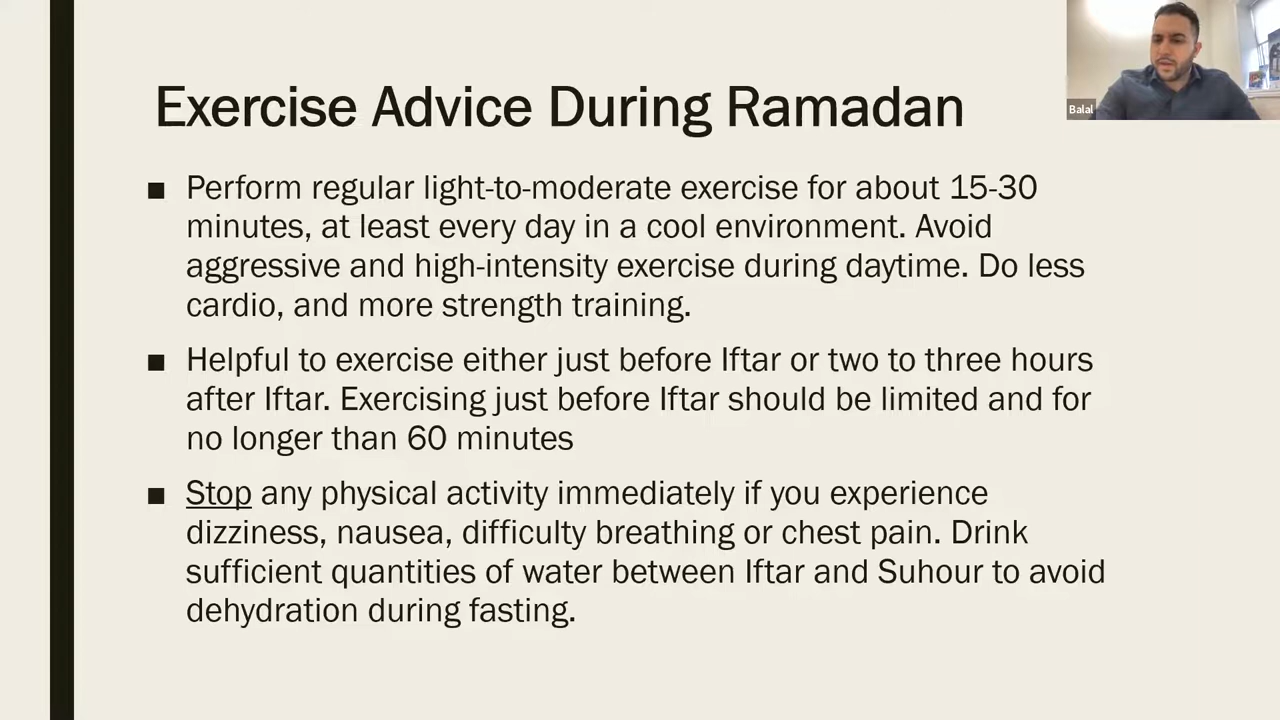 Exercise Advice During Ramadan
Balal
■ Perform regular light-to-moderate exercise for about 15-30
minutes, at least every day in a cool environment. Avoid
aggressive and high-intensity exercise during daytime. Do less
cardio, and more strength training.
■ Helpful to exercise either just before Iftar or two to three hours
after Iftar. Exercising just before Iftar should be limited and for
no longer than 60 minutes
■ Stop any physical activity immediately if you experience
dizziness, nausea, difficulty breathing or chest pain. Drink
sufficient quantities of water between Iftar and Suhour to avoid
dehydration during fasting.